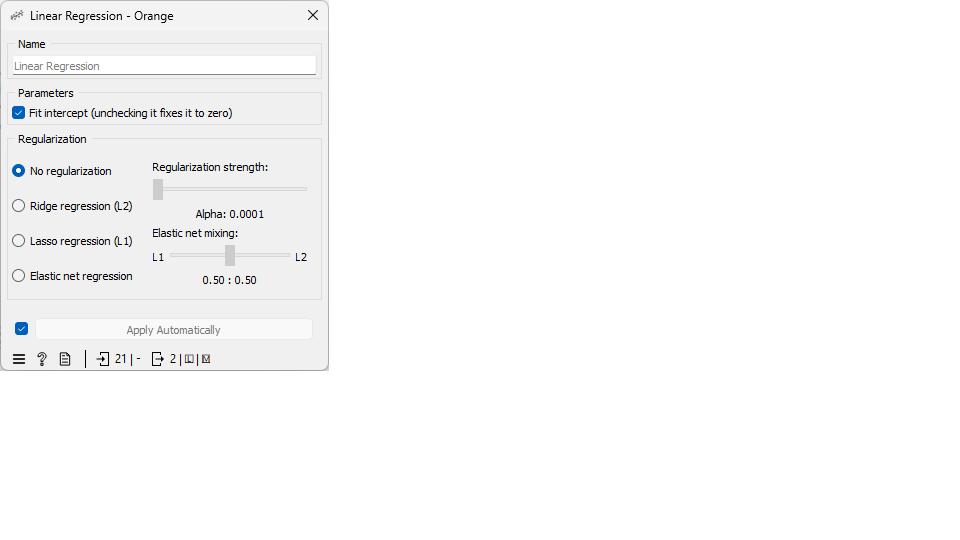 Linear Regression - Orange
Name
Linear Regression
Parameters
Fit intercept (unchecking it fixes it to zero)
Regularization
No regularization
Ridge regression (L2)
Lasso regression (L1)
Elastic net regression
Regularization strength:
Alpha: 0.0001
Elastic net mixing:
L1 L2
0.50 : 0.50
Apply Automatically
? 21 | - 2 | L | M